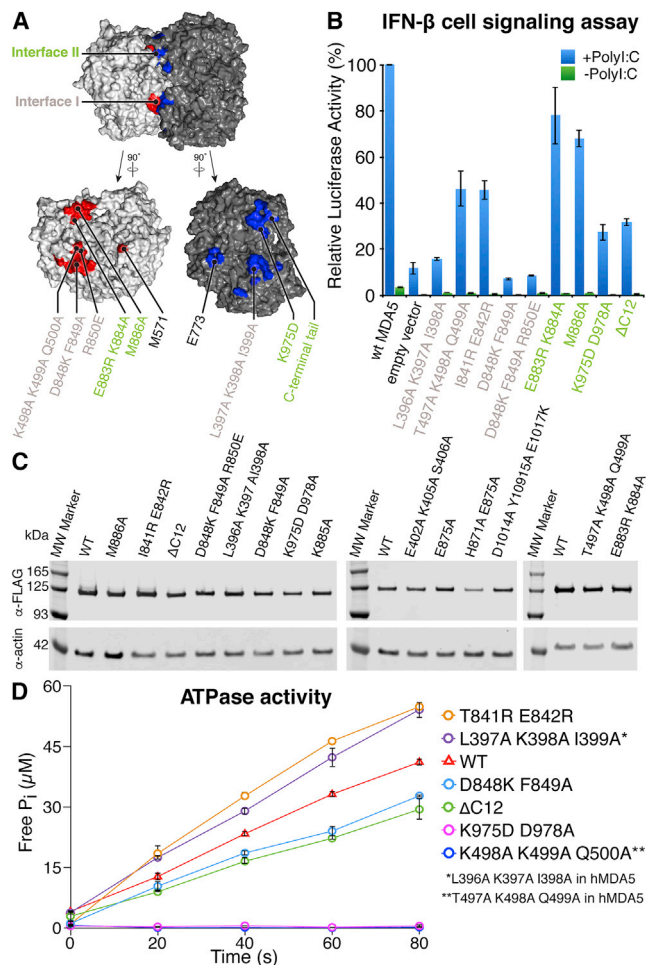 A
Interface II
Interface I
90°
90°
K498A K499A Q500A
D848K F849A
R850E
E883R K884A
M886A
M571
E773
L397A K398A I399A
K975D
C-terminal tail
B
IFN-β cell signaling assay
Relative Luciferase Activity (%)
100
80
60
40
20
0
+PolyI:C
-PolyI:C
wt MDA5
empty vector
L396A K397A I398A
T497A K498A Q499A
I841R E842R
D848K F849A
D848K F849A R850E
E883R K884A
M886A
K975D D978A
ΔC12
C
kDa
MW Marker
WT
M886A
I841R E842R
ΔC12
D848K F849A R850E
L396A K397 AI398A
D848K F849A
K975D D978A
K885A
MW Marker
WT
E402A K405A S406A
E875A
H871A E875A
D1014A Y10915A E1017K
MW Marker
WT
T497A K498A Q499A
E883R K884A
α-FLAG
165
125
93
α-actin
42
D
ATPase activity
Free Pi (µM)
60
45
30
15
0
0 20 40 60 80
Time (s)
T841R E842R
L397A K398A I399A*
WT
D848K F849A
ΔC12
K975D D978A
K498A K499A Q500A**
*L396A K397A I398A in hMDA5
**T497A K498A Q499A in hMDA5